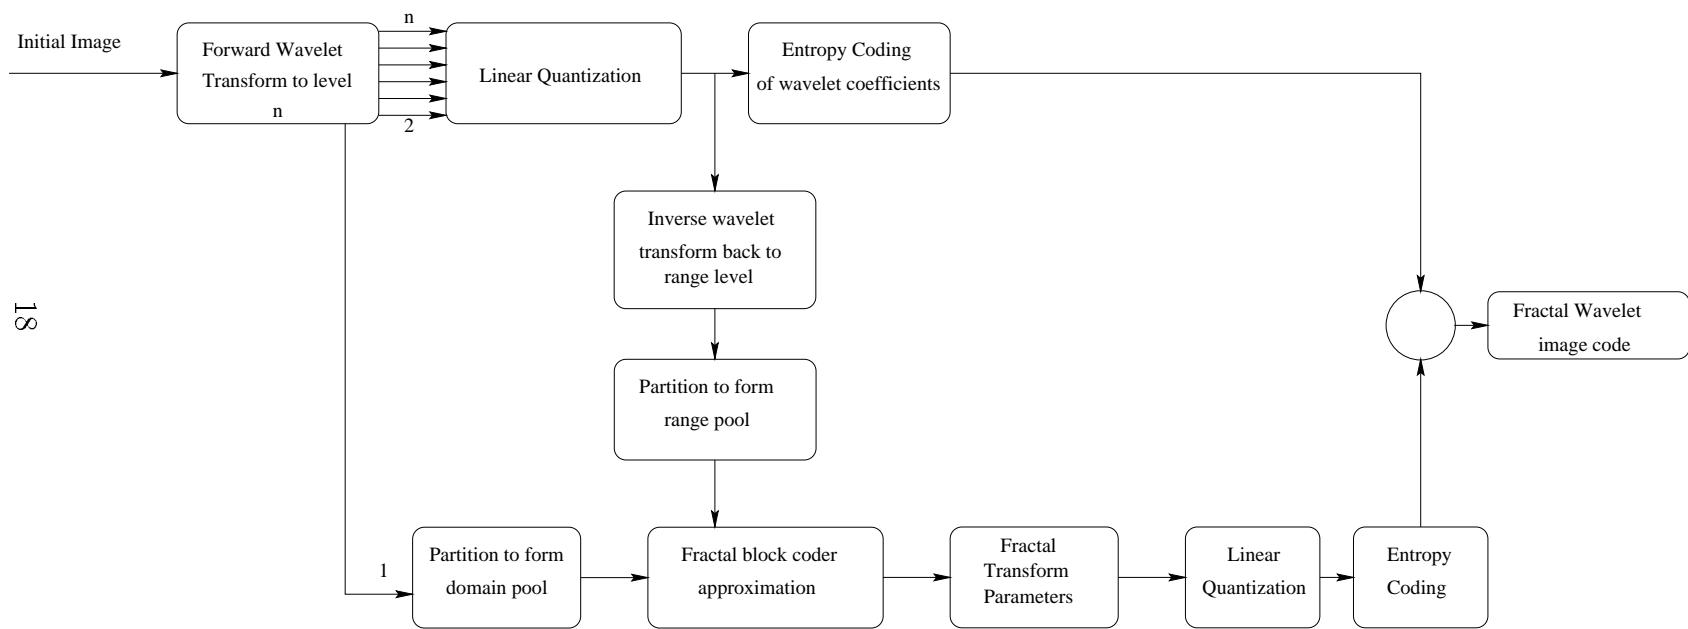 Initial Image
Forward Wavelet
Transform to level
n
n
2
Linear Quantization
Entropy Coding
of wavelet coefficients
Inverse wavelet
transform back to
range level
Partition to form
range pool
1
Partition to form
domain pool
Fractal block coder
approximation
Fractal
Transform
Parameters
Linear
Quantization
Entropy
Coding
Fractal Wavelet
image code
18